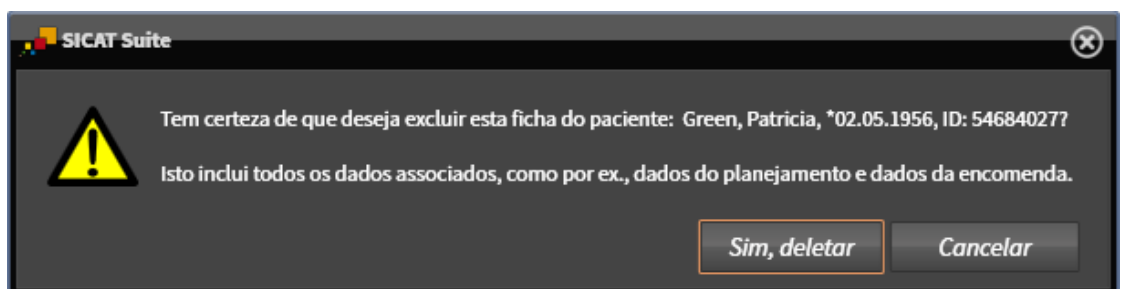 SICAT Suite
Tem certeza de que deseja excluir esta ficha do paciente: Green, Patricia, *02.05.1956, ID: 54684027?
Isto inclui todos os dados associados, como por ex., dados do planejamento e dados da encomenda.
Sim, deletar Cancelar